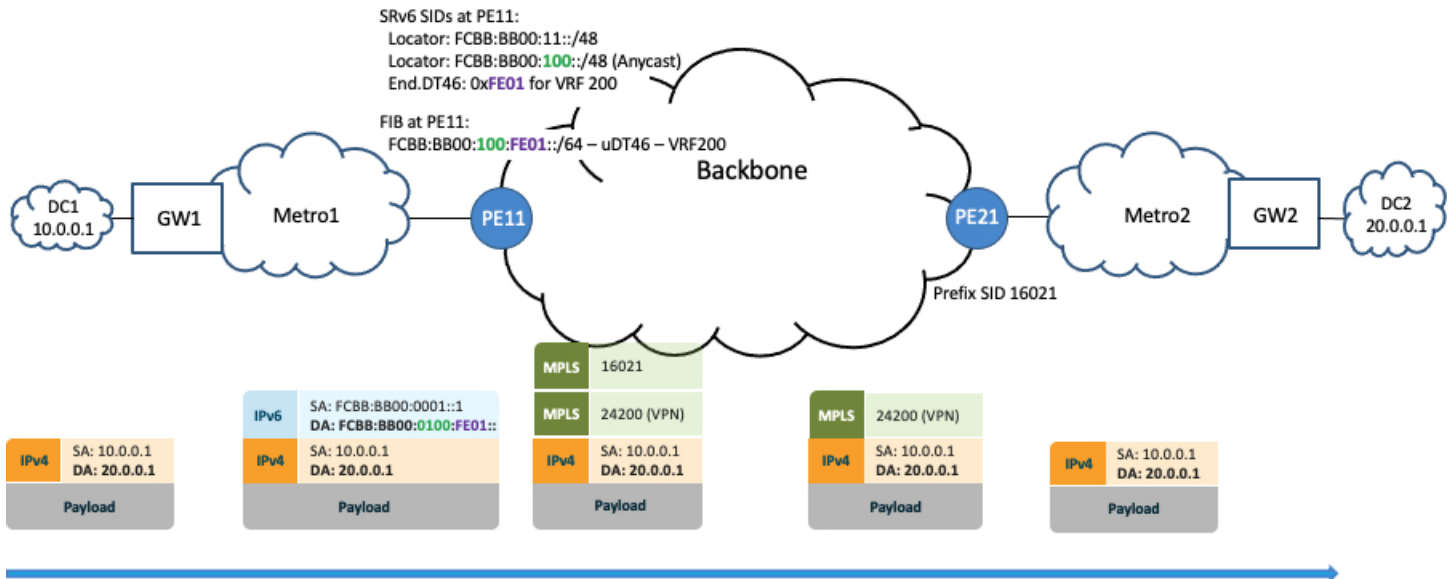 SRv6 SIDs at PE11:
Locator: FCBB:BB00:11::/48
Locator: FCBB:BB00:100::/48 (Anycast)
End.DT46: 0xFE01 for VRF 200
FIB at PE11:
FCBB:BB00:100:FE01::/64 – uDT46 – VRF200
Backbone
DC1
10.0.0.1
GW1
Metro1
PE11
PE21
Metro2
GW2
DC2
20.0.0.1
Prefix SID 16021
IPv4
SA: 10.0.0.1
DA: 20.0.0.1
Payload
IPv6
SA: FCBB:BB00:0001::1
DA: FCBB:BB00:0100:FE01::
IPv4
SA: 10.0.0.1
DA: 20.0.0.1
Payload
MPLS
16021
MPLS
24200 (VPN)
IPv4
SA: 10.0.0.1
DA: 20.0.0.1
Payload
MPLS
24200 (VPN)
IPv4
SA: 10.0.0.1
DA: 20.0.0.1
Payload
IPv4
SA: 10.0.0.1
DA: 20.0.0.1
Payload